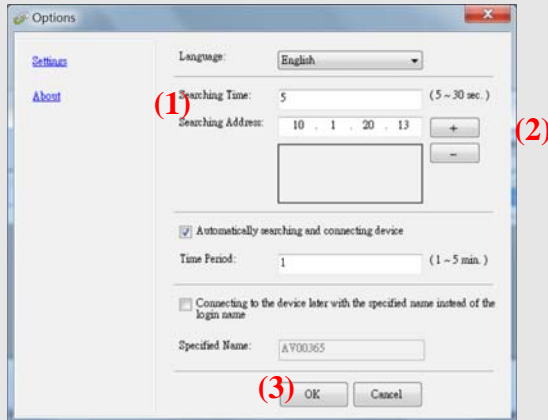 Options
Settings
About
Language: English
(1)
Searching Time: 5 (5 ~ 30 sec.)
Searching Address: 10 . 1 . 20 . 13 +
(2)
−
Automatically searching and connecting device
Time Period: 1 (1 ~ 5 min.)
Connecting to the device later with the specified name instead of the
login name
Specified Name: AV00365
(3) OK Cancel